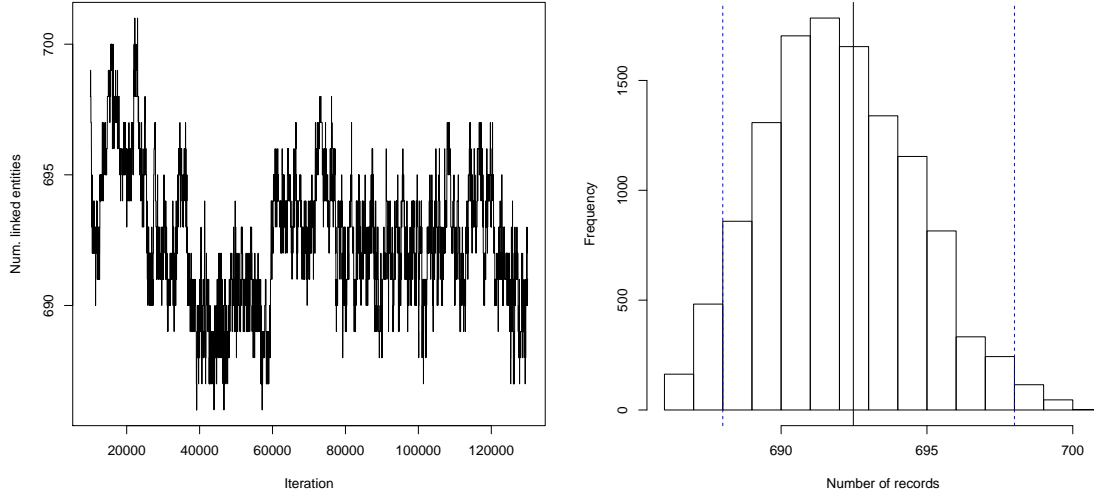 700
695
690
Num. linked entities
20000 40000 60000 80000 100000 120000
Iteration
1500
1000
500
0
Frequency
690 695 700
Number of records